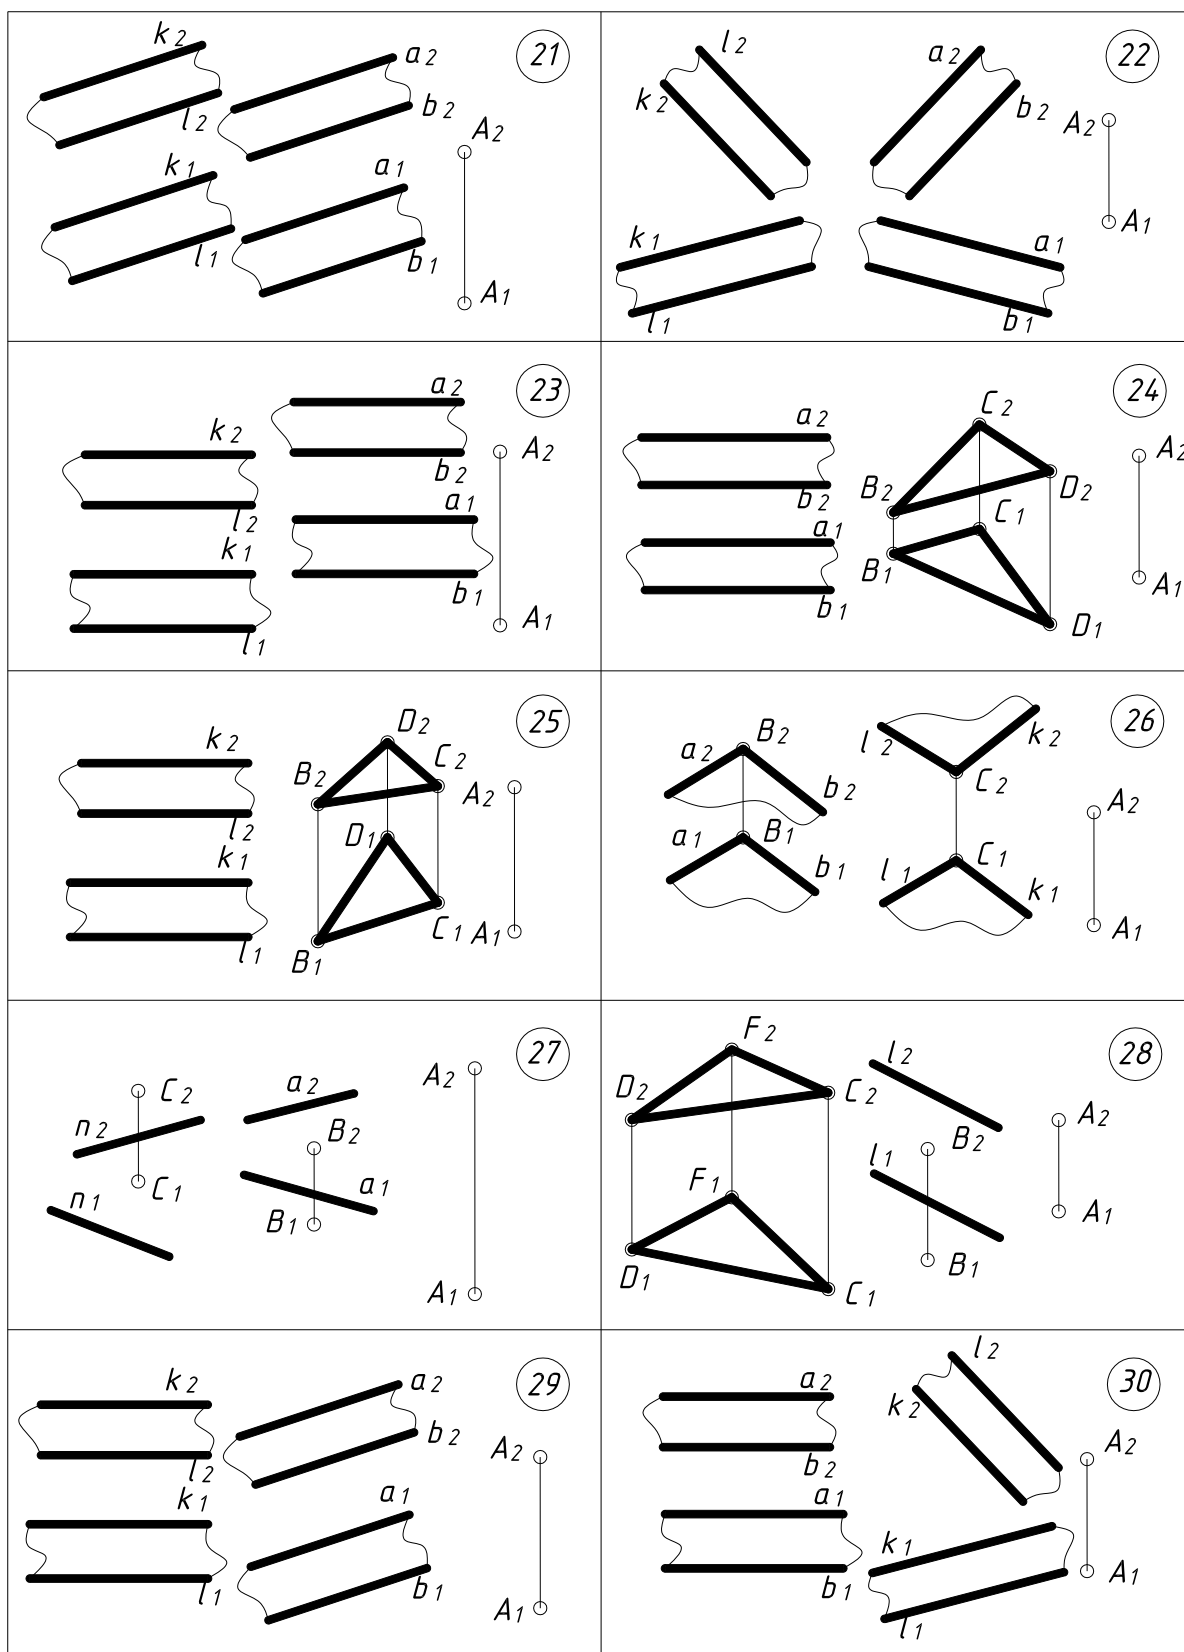 k2 a2 21
l2 b2 A2
k1 a1
l1 b1 A1
l2 a2 22
k2 b2 A2
k1 a1 A1
l1 b1
a2 23
k2 b2 A2
l2 a1
k1 b1 A1
l1
a2 C2 24
b2 B2 D2 A2
a1 C1
b1 B1 D1 A1
k2 D2 25
l2 B2 C2 A2
k1 D1
l1 B1 C1 A1
a2 B2 l2 k2 26
b2 C2 A2
a1 B1 l1 C1
b1 k1 A1
C2 a2 A2 27
n2 B2
C1 a1
n1 B1 A1
F2 l2 28
D2 C2 B2 A2
F1 l1
D1 C1 B1 A1
k2 a2 29
l2 b2 A2
k1 a1
l1 b1 A1
a2 l2 30
b2 k2 A2
a1 k1
b1 l1 A1